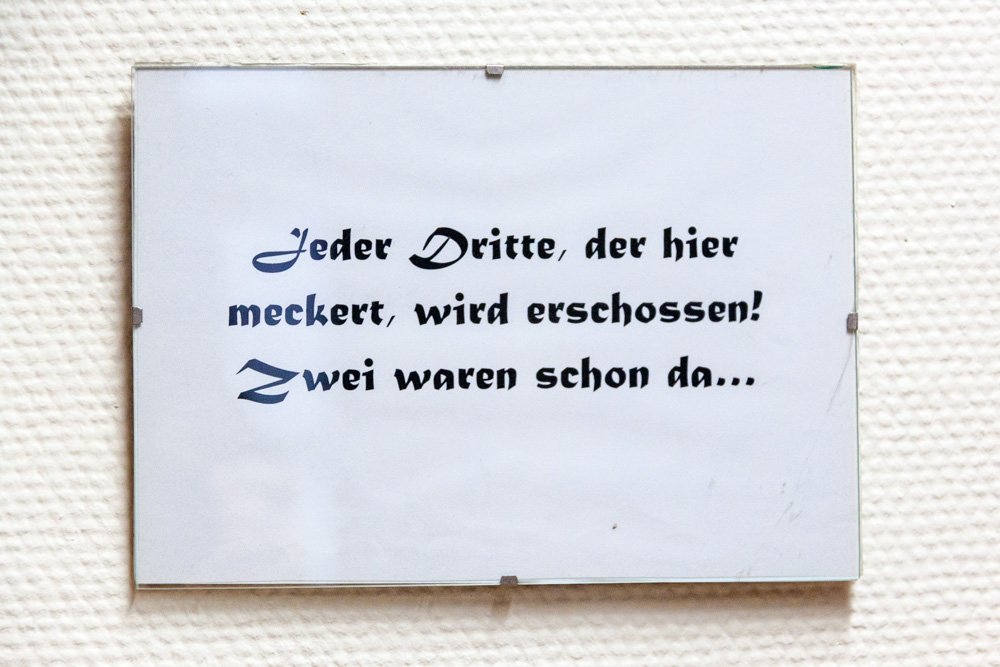 Jeder Dritte, der hier
meckert, wird erschossen!
Zwei waren schon da...